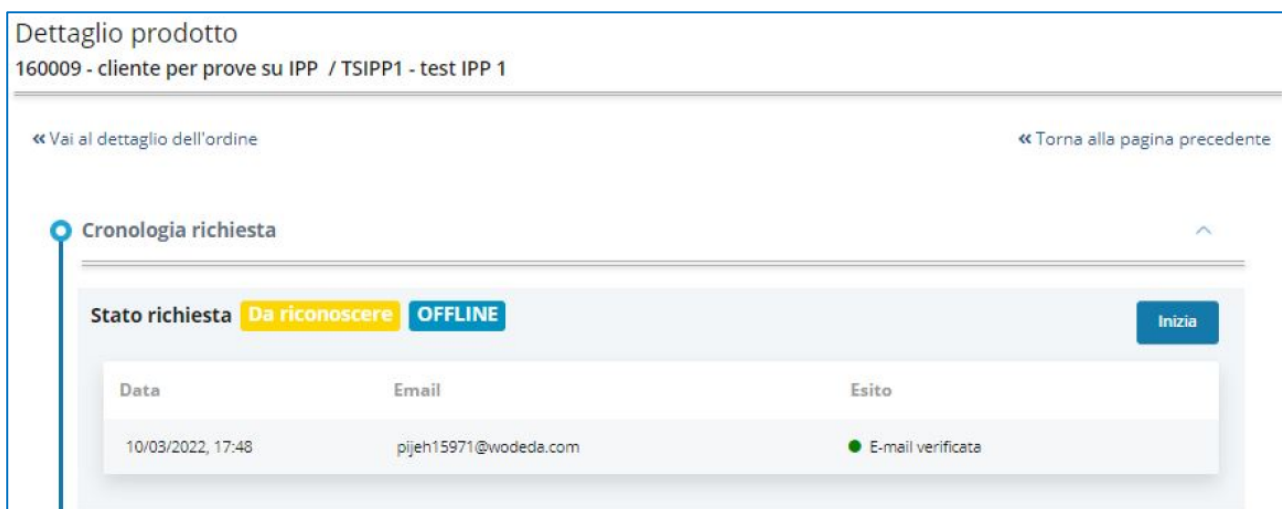 Dettaglio prodotto
160009 - cliente per prove su IPP / TSIPP1 - test IPP 1
« Vai al dettaglio dell'ordine « Torna alla pagina precedente
Cronologia richiesta
Stato richiesta Da riconoscere OFFLINE Inizia
Data Email Esito
10/03/2022, 17:48 pijeh15971@wodeda.com E-mail verificata